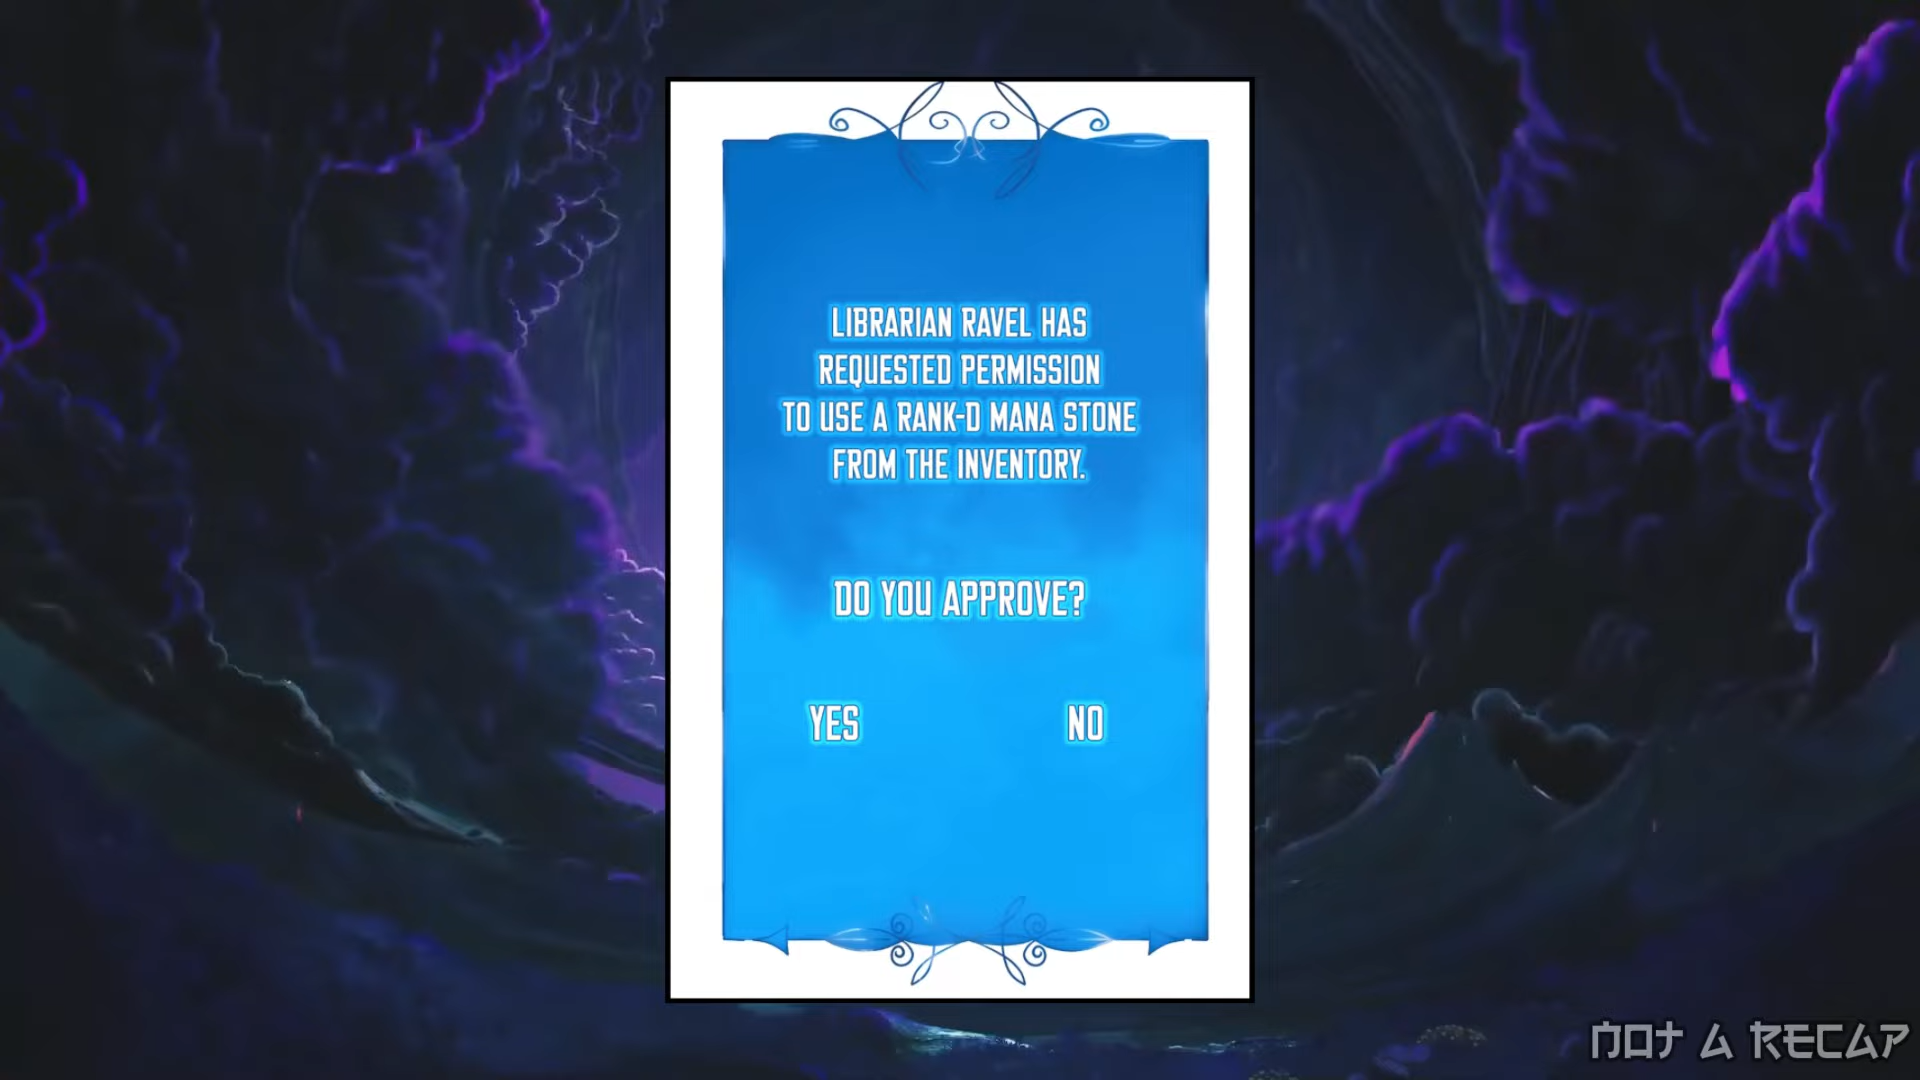 LIBRARIAN RAVEL HAS
REQUESTED PERMISSION
TO USE A RANK-D MANA STONE
FROM THE INVENTORY.
DO YOU APPROVE?
YES NO
NOT A RECAP